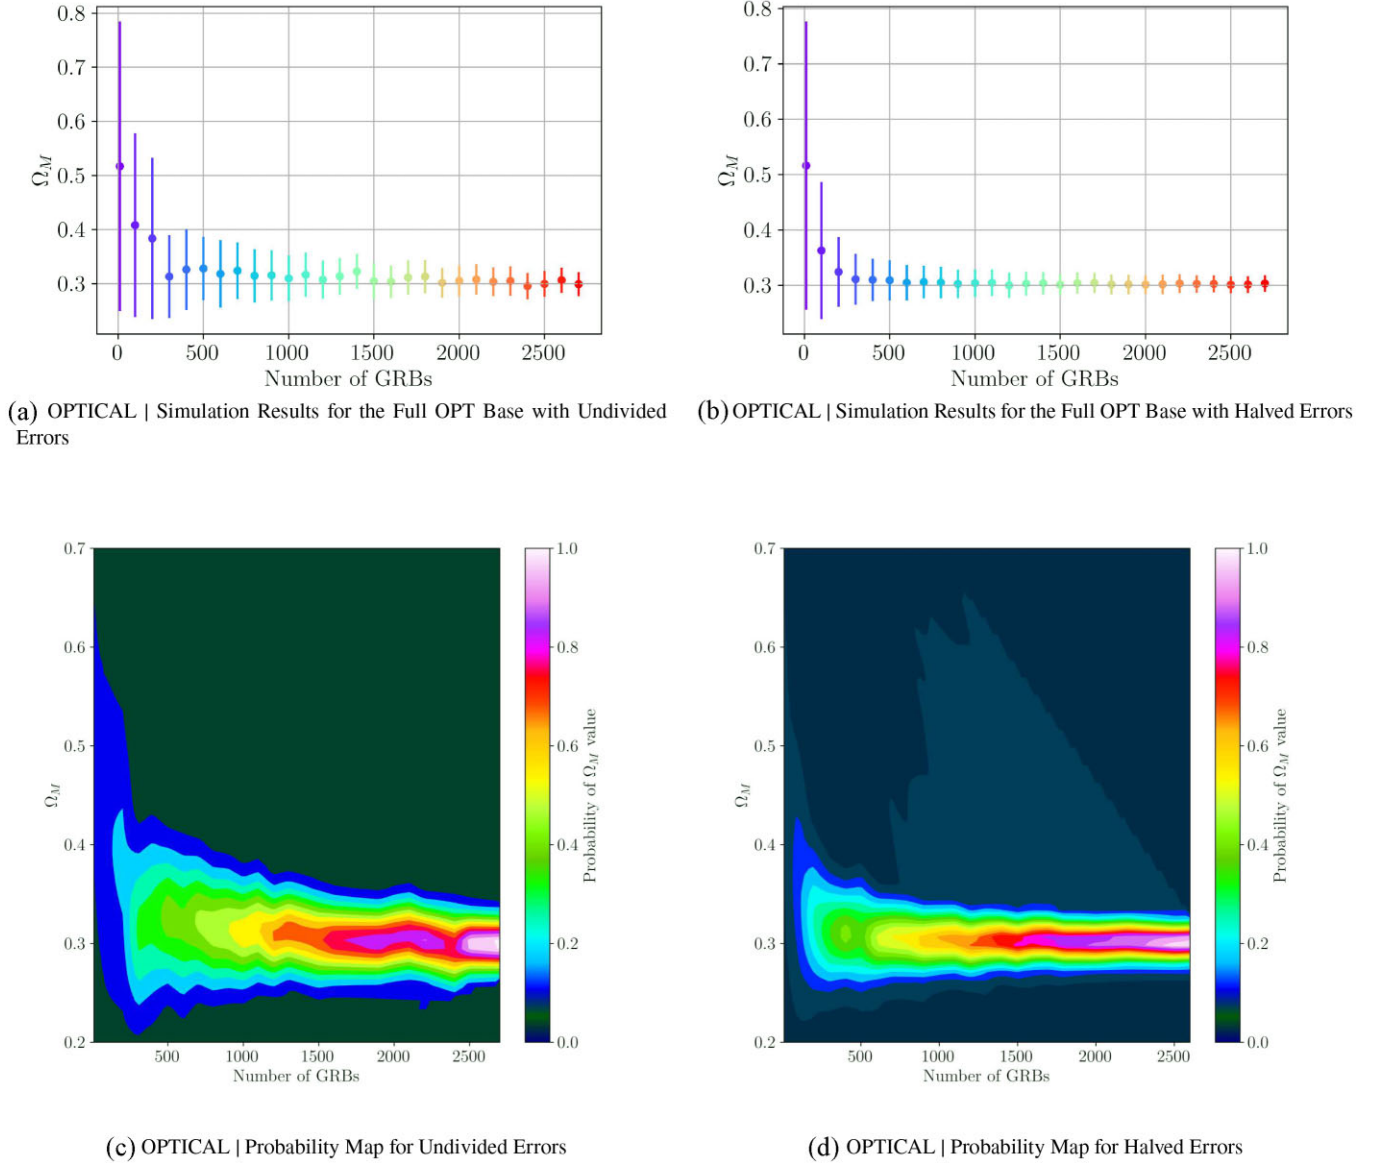 0.8
0.7
0.6
0.5
0.4
0.3
Ω_M
0 500 1000 1500 2000 2500
Number of GRBs
(a) OPTICAL | Simulation Results for the Full OPT Base with Undivided
Errors
0.8
0.7
0.6
0.5
0.4
0.3
Ω_M
0 500 1000 1500 2000 2500
Number of GRBs
(b) OPTICAL | Simulation Results for the Full OPT Base with Halved Errors
0.7
0.6
0.5
0.4
0.3
0.2
Ω_M
500 1000 1500 2000 2500
Number of GRBs
1.0
0.8
0.6
0.4
0.2
0.0
Probability of Ω_M value
(c) OPTICAL | Probability Map for Undivided Errors
0.7
0.6
0.5
0.4
0.3
0.2
Ω_M
500 1000 1500 2000 2500
Number of GRBs
1.0
0.8
0.6
0.4
0.2
0.0
Probability of Ω_M value
(d) OPTICAL | Probability Map for Halved Errors